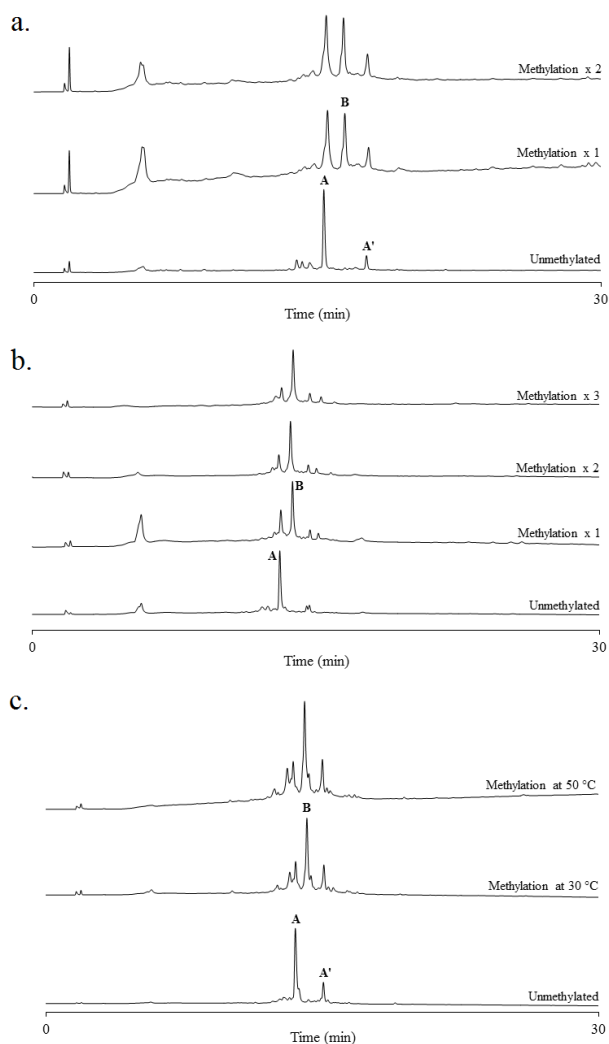 a.
Methylation x 2
B
Methylation x 1
A
A'
Unmethylated
0
30
Time (min)
b.
Methylation x 3
Methylation x 2
B
Methylation x 1
A
Unmethylated
0
30
Time (min)
c.
Methylation at 50 °C
B
Methylation at 30 °C
A
A'
Unmethylated
0
30
Time (min)